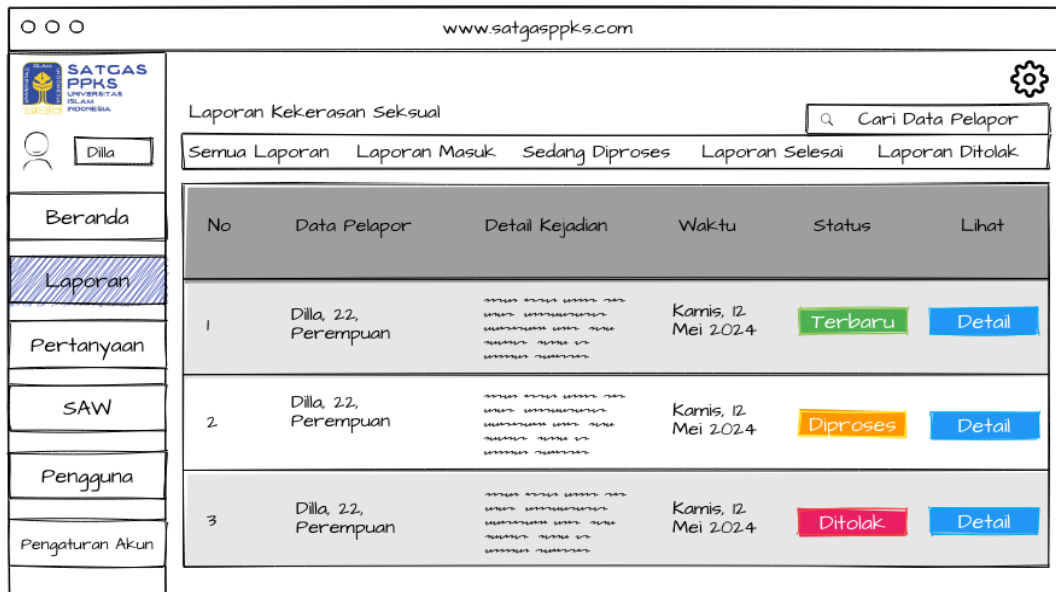 www.satgasppks.com
SATGAS
PPKS
UNIVERSITAS
ISLAM
INDONESIA
Dilla
Beranda
Laporan
Pertanyaan
SAW
Pengguna
Pengaturan Akun
Laporan Kekerasan Seksual
Cari Data Pelapor
Semua Laporan Laporan Masuk Sedang Diproses Laporan Selesai Laporan Ditolak
No Data Pelapor Detail Kejadian Waktu Status Lihat
1 Dilla, 22, Kamis, 12 Terbaru Detail
Perempuan Mei 2024
2 Dilla, 22, Kamis, 12 Diproses Detail
Perempuan Mei 2024
3 Dilla, 22, Kamis, 12 Ditolak Detail
Perempuan Mei 2024